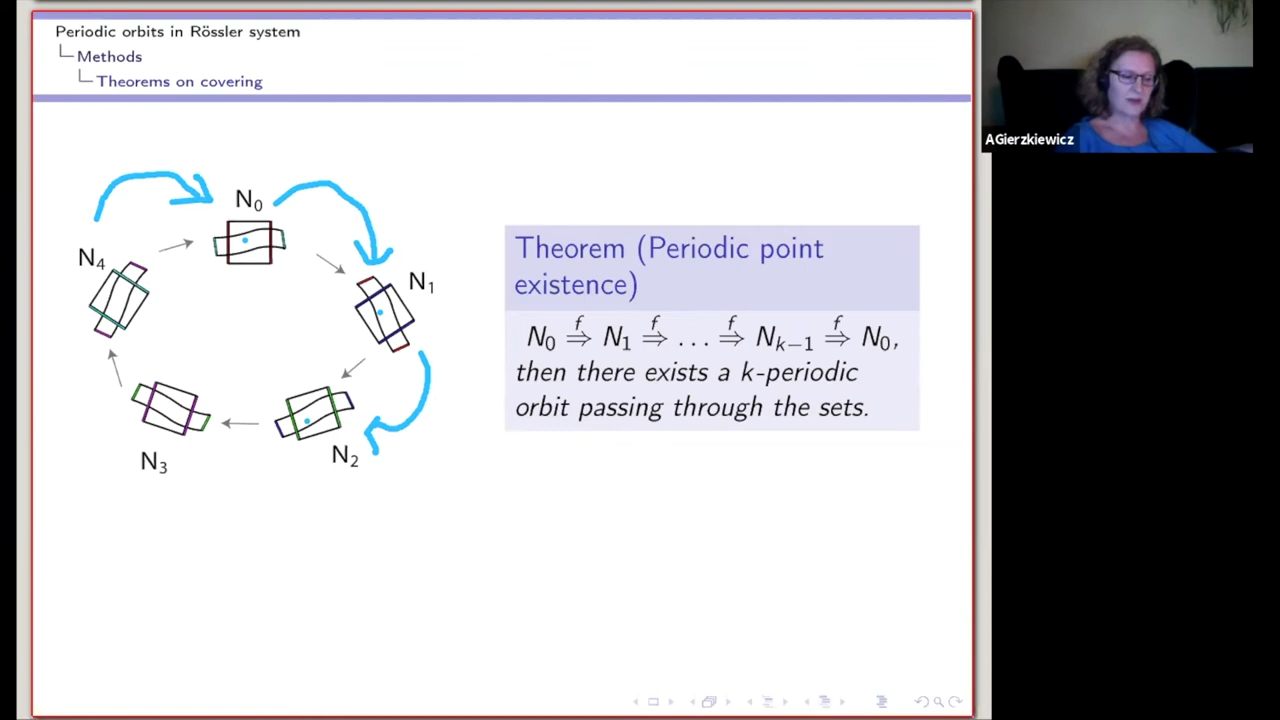 Periodic orbits in Rössler system
Methods
Theorems on covering
AGierzkiewicz
N₀
N₄
N₁
N₂
N₃
Theorem (Periodic point
existence)
N₀ ⇒ᶠ N₁ ⇒ᶠ … ⇒ᶠ Nₖ₋₁ ⇒ᶠ N₀,
then there exists a k-periodic
orbit passing through the sets.